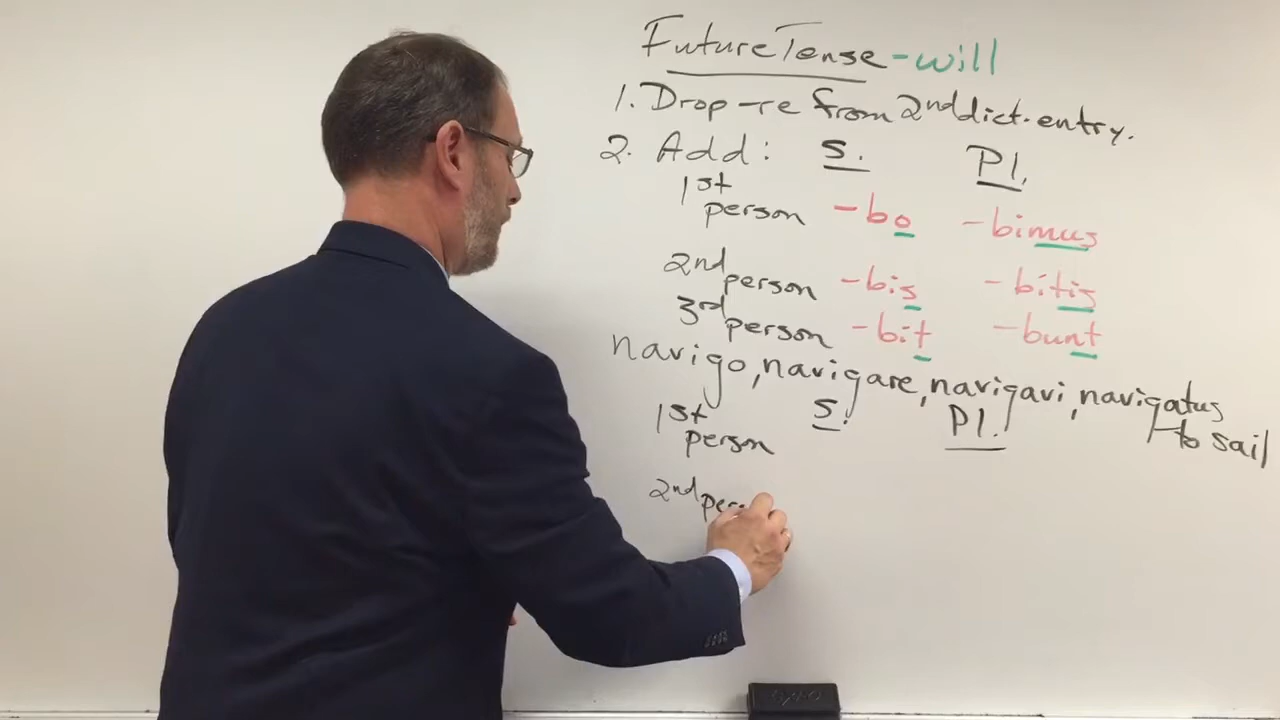 Future Tense - will
1. Drop -re from 2nd dict. entry.
2. Add: S. Pl.
1st person -bo -bimus
2nd person -bis -bitis
3rd person -bit -bunt
navigo, navigare, navigavi, navigatus
to sail
S. Pl.
1st person
2nd